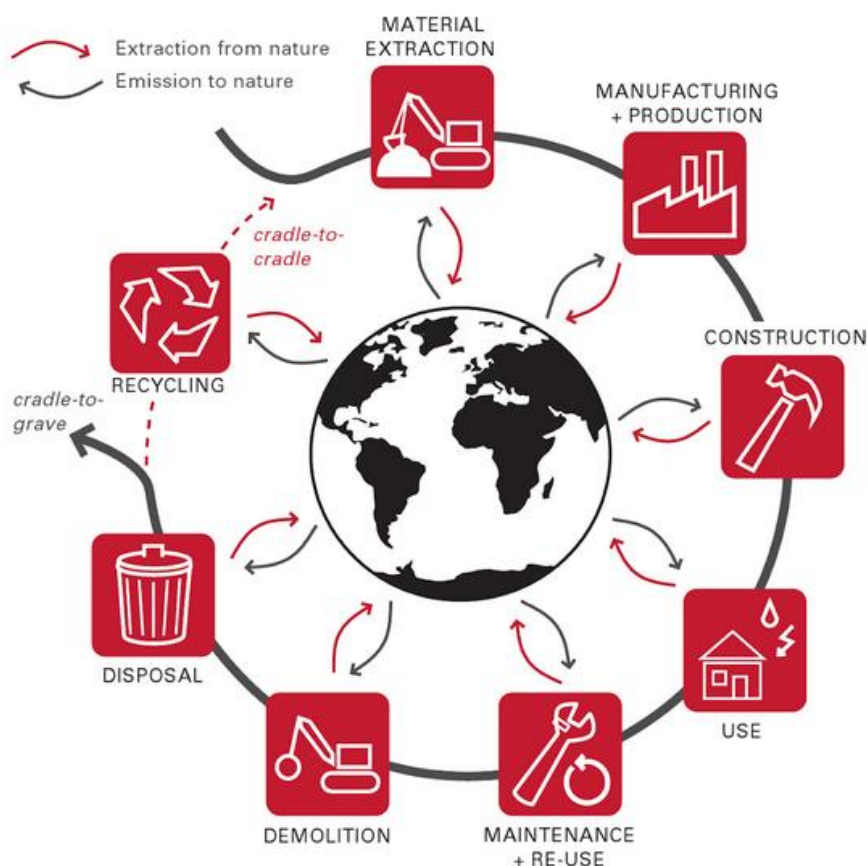 Extraction from nature
Emission to nature
MATERIAL
EXTRACTION
MANUFACTURING
+ PRODUCTION
CONSTRUCTION
USE
MAINTENANCE
+ RE-USE
DEMOLITION
DISPOSAL
cradle-to-
grave
RECYCLING
cradle-to-
cradle